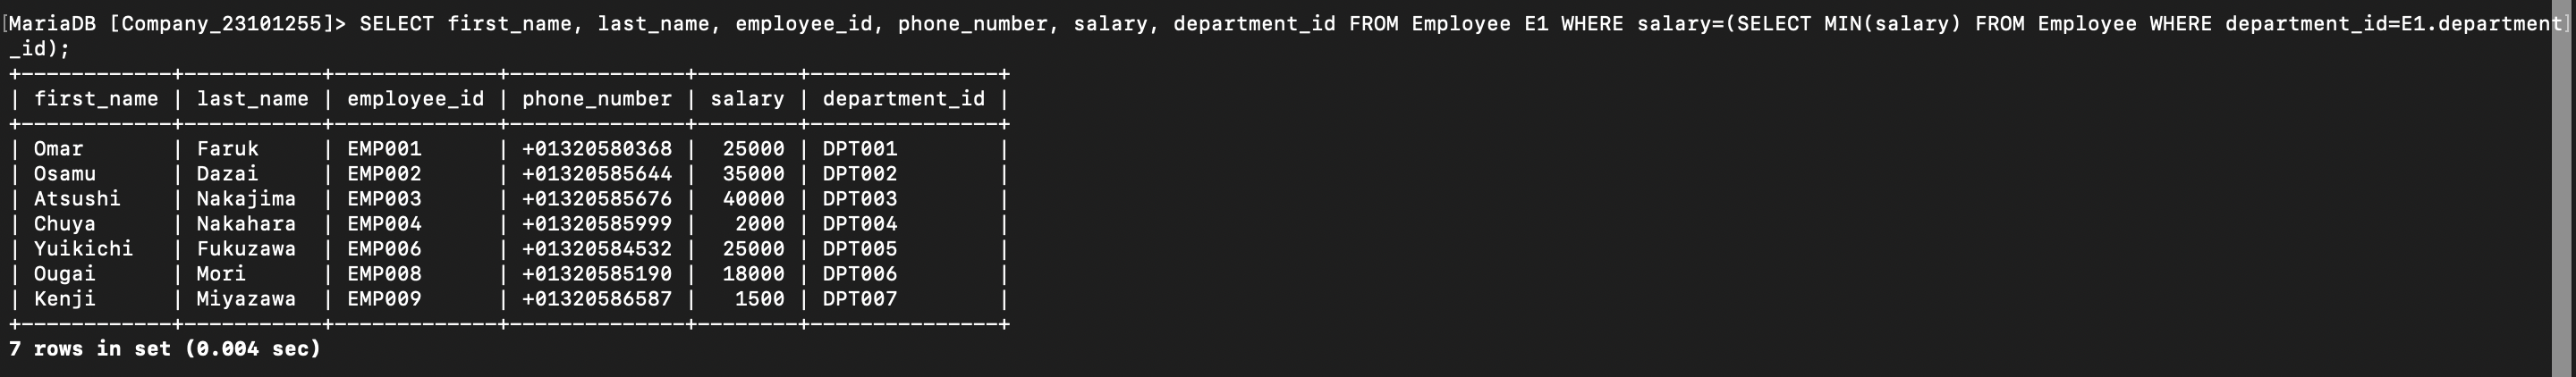 [MariaDB [Company_23101255]> SELECT first_name, last_name, employee_id, phone_number, salary, department_id FROM Employee E1 WHERE salary=(SELECT MIN(salary) FROM Employee WHERE department_id=E1.department]
_id);
+------------+-----------+-------------+--------------+--------+---------------+
| first_name | last_name | employee_id | phone_number | salary | department_id |
+------------+-----------+-------------+--------------+--------+---------------+
| Omar       | Faruk     | EMP001      | +01320580368 |  25000 | DPT001        |
| Osamu      | Dazai     | EMP002      | +01320585644 |  35000 | DPT002        |
| Atsushi    | Nakajima  | EMP003      | +01320585676 |  40000 | DPT003        |
| Chuya      | Nakahara  | EMP004      | +01320585999 |   2000 | DPT004        |
| Yuikichi   | Fukuzawa  | EMP006      | +01320584532 |  25000 | DPT005        |
| Ougai      | Mori      | EMP008      | +01320585190 |  18000 | DPT006        |
| Kenji      | Miyazawa  | EMP009      | +01320586587 |   1500 | DPT007        |
+------------+-----------+-------------+--------------+--------+---------------+
7 rows in set (0.004 sec)